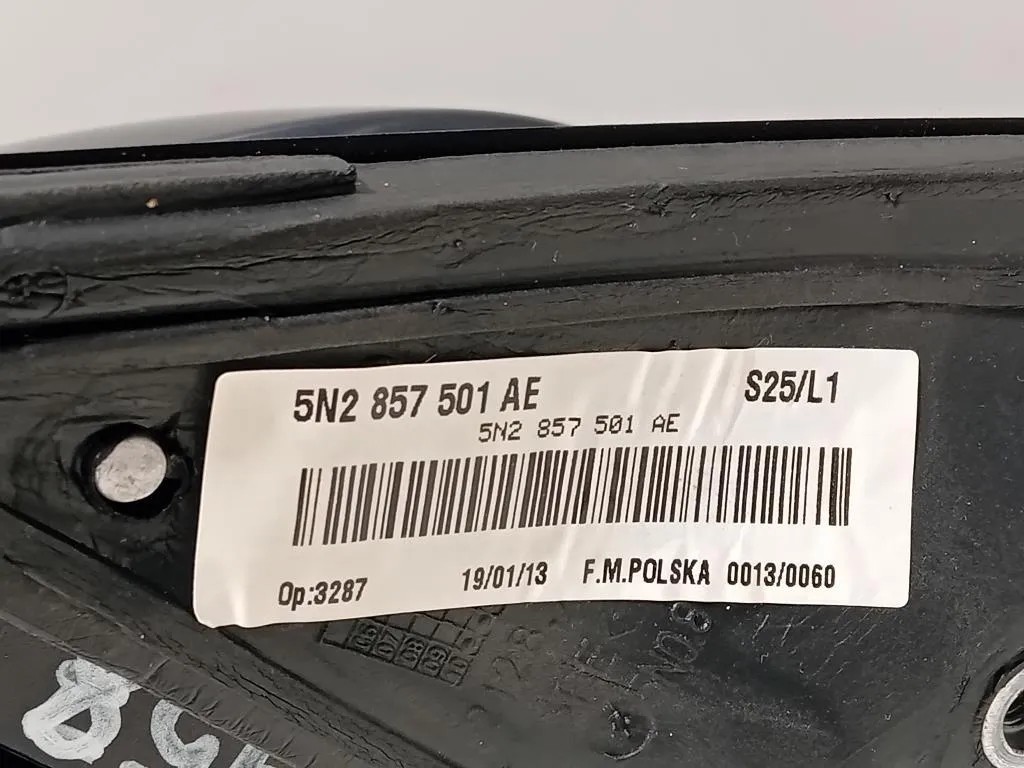 5N2 857 501 AE
S25/L1
5N2 857 501 AE
Op:3287
19/01/13
F.M.POLSKA 0013/0060